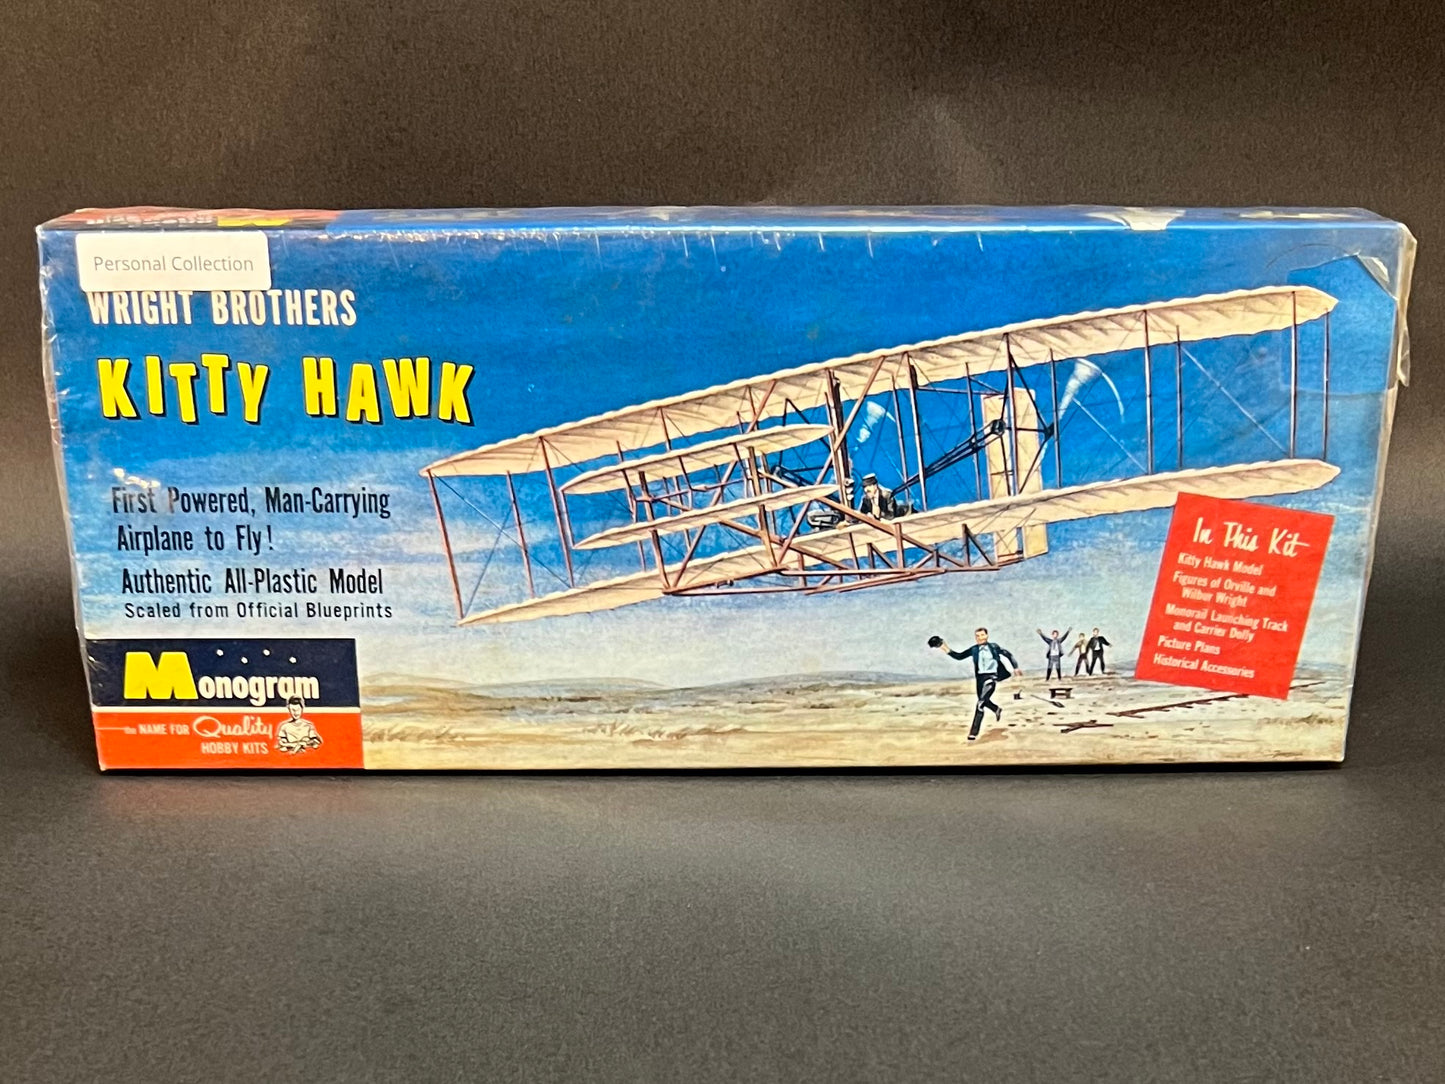 Personal Collection
WRIGHT BROTHERS
KITTY HAWK
First Powered, Man-Carrying
Airplane to Fly!
Authentic All-Plastic Model
Scaled from Official Blueprints
Monogram
the NAME FOR Quality
HOBBY KITS
In This Kit
Kitty Hawk Model
Figures of Orville and
Wilbur Wright
Monorail Launching Track
and Carrier Dolly
Picture Plans
Historical Accessories